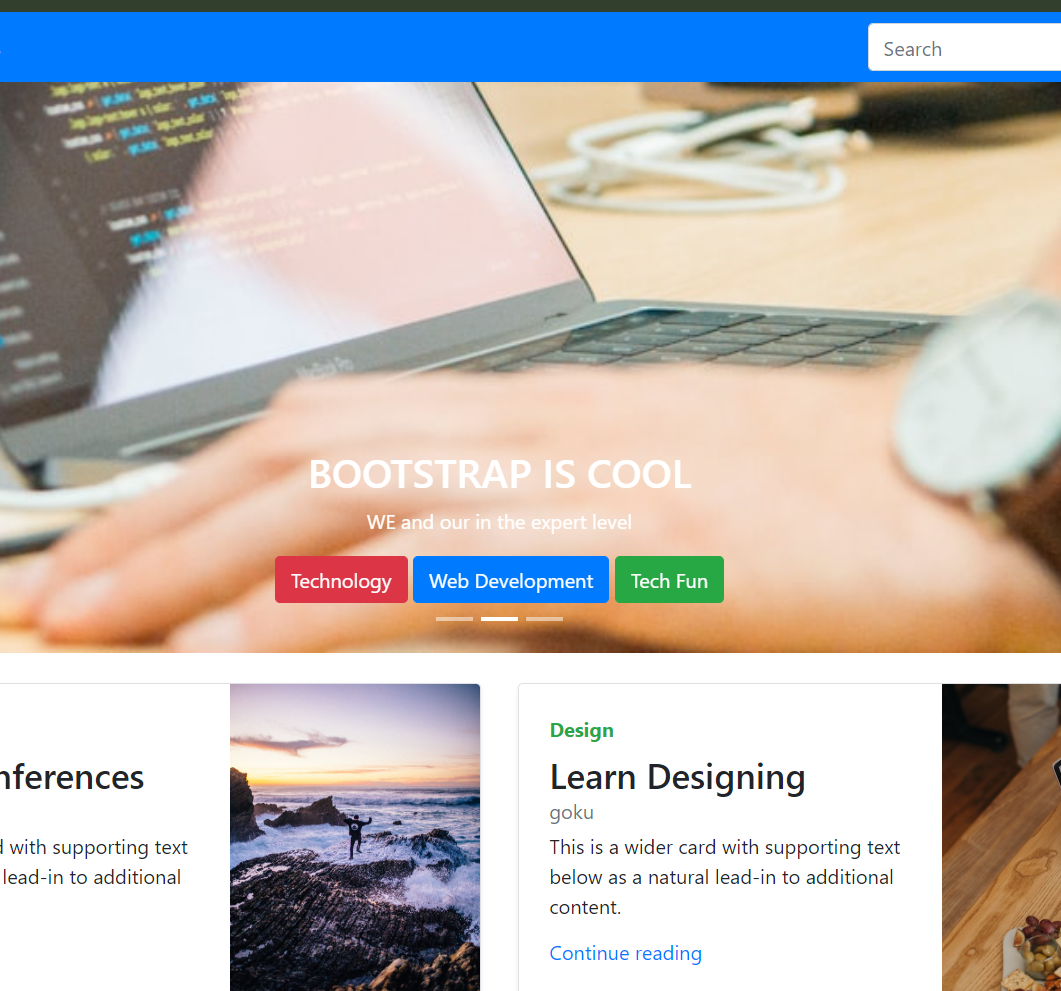 Search
BOOTSTRAP IS COOL
WE and our in the expert level
Technology Web Development Tech Fun
Design
Learn Designing
goku
This is a wider card with supporting text
below as a natural lead-in to additional
content.
Continue reading
with supporting text
lead-in to additional